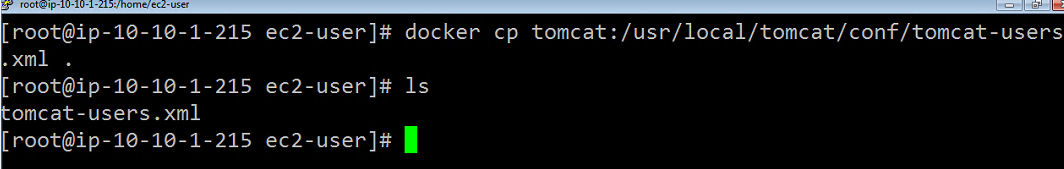 root@ip-10-10-1-215:/home/ec2-user
[root@ip-10-10-1-215 ec2-user]# docker cp tomcat:/usr/local/tomcat/conf/tomcat-users
.xml .
[root@ip-10-10-1-215 ec2-user]# ls
tomcat-users.xml
[root@ip-10-10-1-215 ec2-user]#